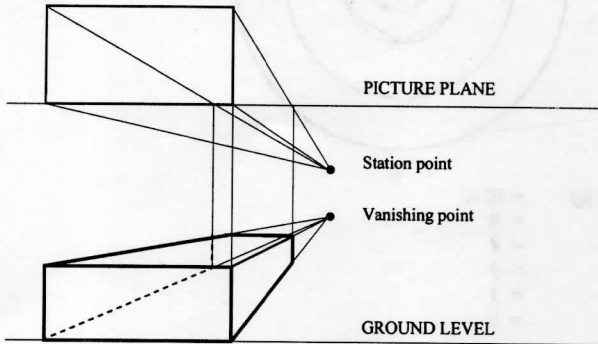 PICTURE PLANE
Station point
Vanishing point
GROUND LEVEL